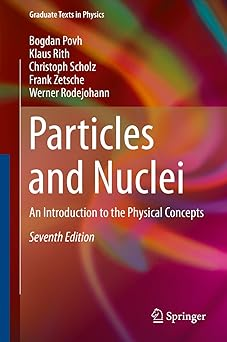 Graduate Texts in Physics
Bogdan Povh
Klaus Rith
Christoph Scholz
Frank Zetsche
Werner Rodejohann
Particles
and Nuclei
An Introduction to the Physical Concepts
Seventh Edition
Springer